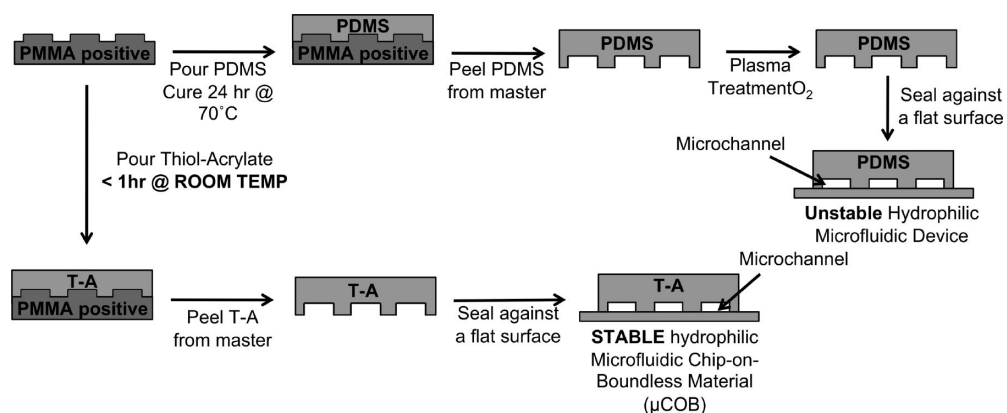 PMMA positive
Pour PDMS
Cure 24 hr @
70˚C
PDMS
PMMA positive
Peel PDMS
from master
PDMS
Plasma
TreatmentO₂
PDMS
Seal against
a flat surface
Microchannel
PDMS
Unstable Hydrophilic
Microfluidic Device
Pour Thiol-Acrylate
< 1hr @ ROOM TEMP
T-A
PMMA positive
Peel T-A
from master
T-A
Seal against
a flat surface
Microchannel
T-A
STABLE hydrophilic
Microfluidic Chip-on-
Boundless Material
(µCOB)